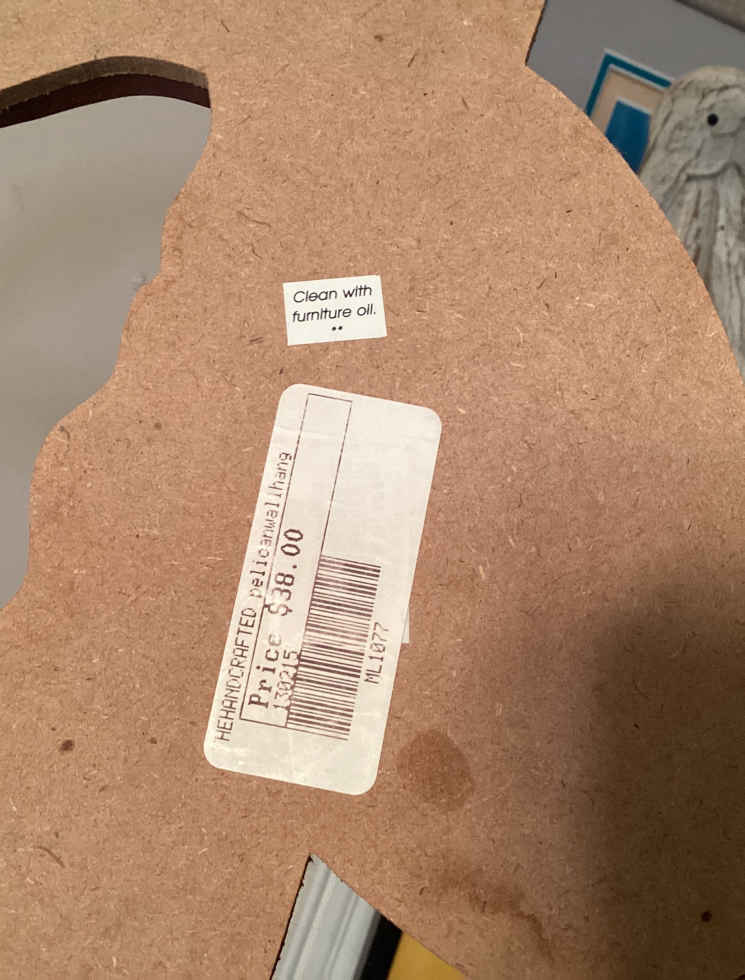 Clean with
furniture oil.
HEHANDCRAFTED pelicanwallhang
Price $38.00
130215
ML1077